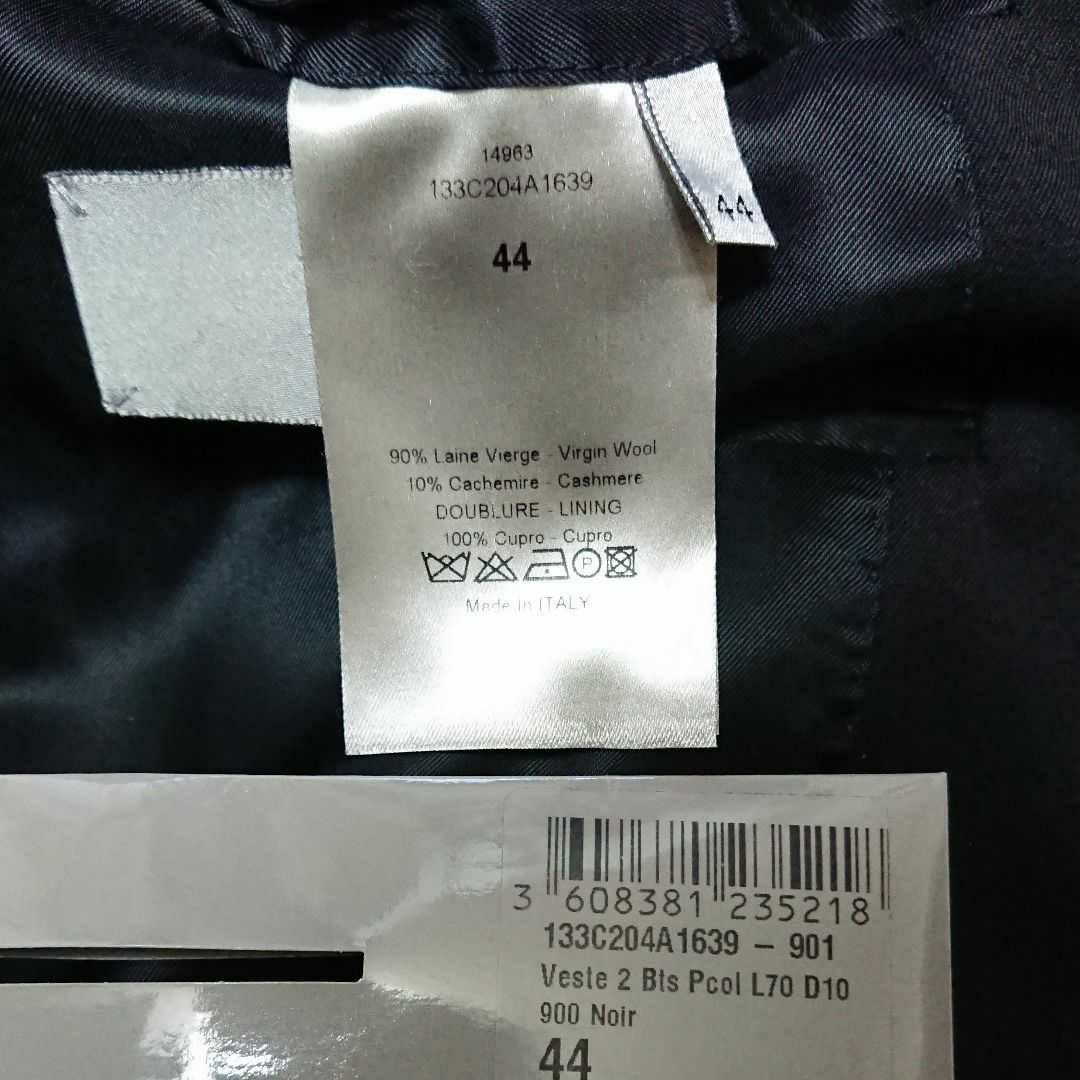 14963
133C204A1639
44
44
90% Laine Vierge - Virgin Wool
10% Cachemire - Cashmere
DOUBLURE - LINING
100% Cupro - Cupro
P
Made in ITALY
3 608381 235218
133C204A1639 - 901
Veste 2 Bts Pcol L70 D10
900 Noir
44